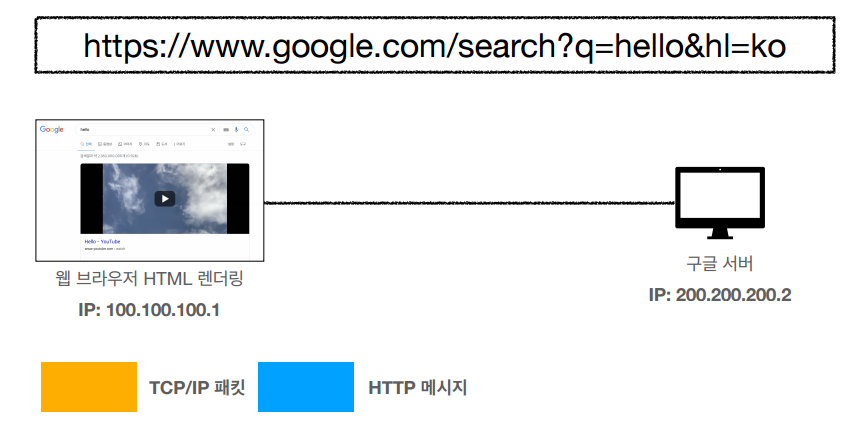 https://www.google.com/search?q=hello&hl=ko
Google
hello
Hello - YouTube
웹 브라우저 HTML 렌더링
IP: 100.100.100.1
구글 서버
IP: 200.200.200.2
TCP/IP 패킷
HTTP 메시지